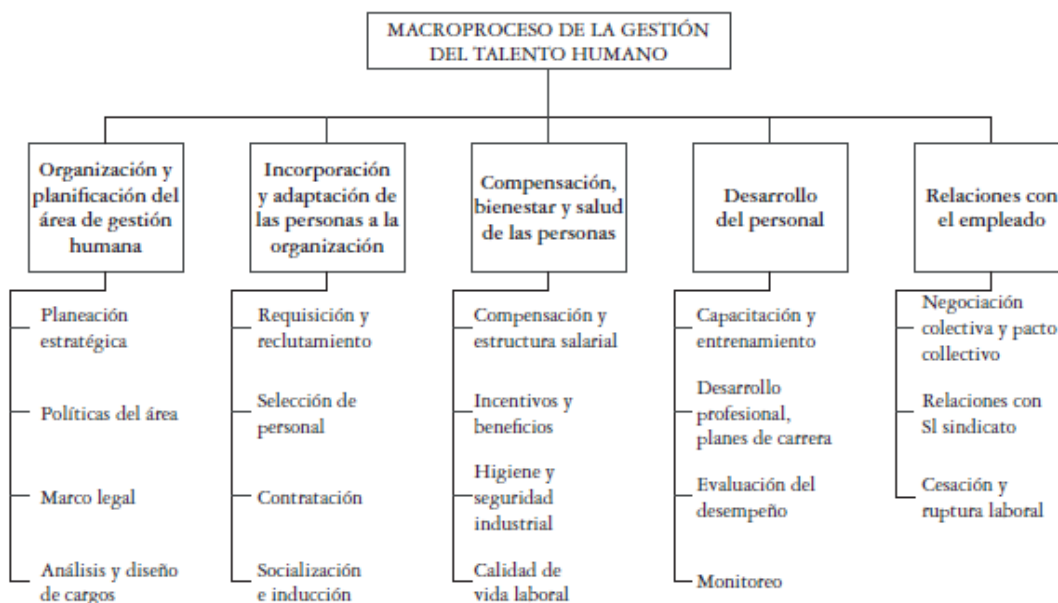 MACROPROCESO DE LA GESTIÓN
DEL TALENTO HUMANO
Organización y
planificación del
área de gestión
humana
Planeación
estratégica
Políticas del área
Marco legal
Análisis y diseño
de cargos
Incorporación
y adaptación de
las personas a la
organización
Requisición y
reclutamiento
Selección de
personal
Contratación
Socialización
e inducción
Compensación,
bienestar y salud
de las personas
Compensación y
estructura salarial
Incentivos y
beneficios
Higiene y
seguridad
industrial
Calidad de
vida laboral
Desarrollo
del personal
Capacitación y
entrenamiento
Desarrollo
profesional,
planes de carrera
Evaluación del
desempeño
Monitoreo
Relaciones con
el empleado
Negociación
colectiva y pacto
collectivo
Relaciones con
Sl sindicato
Cesación y
ruptura laboral